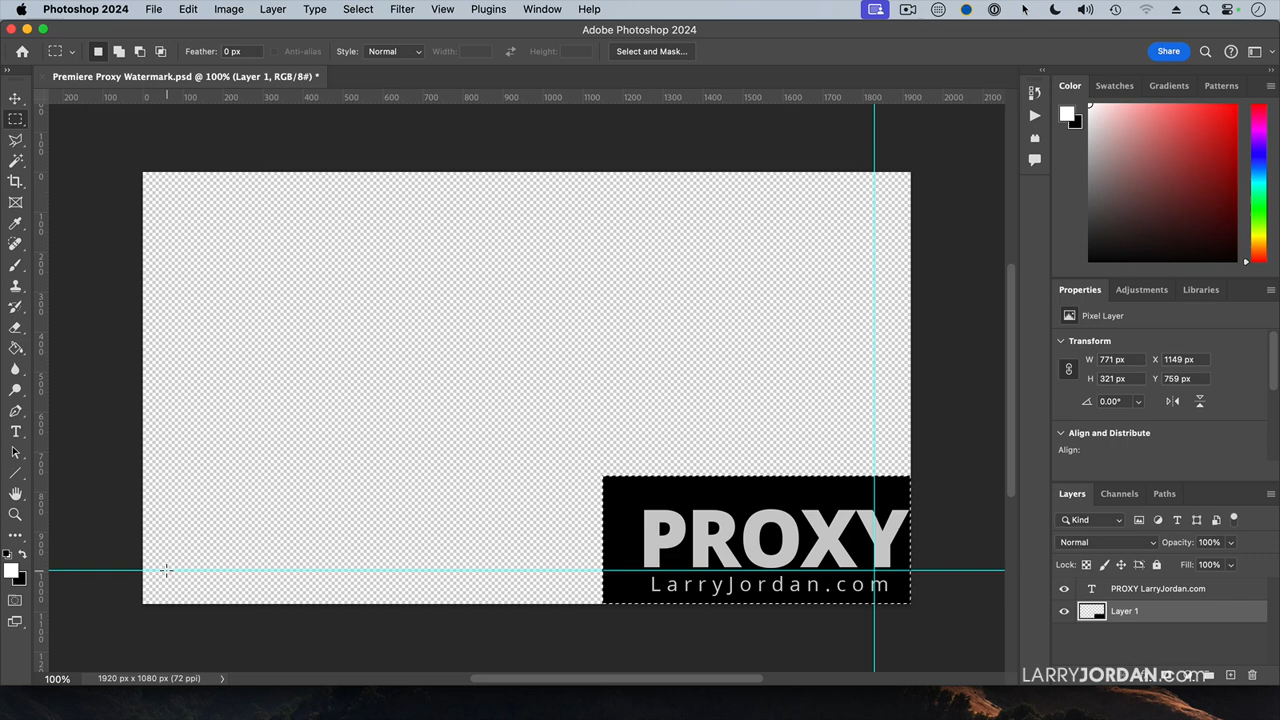 Photoshop 2024 File Edit Image Layer Type Select Filter View Plugins Window Help
Adobe Photoshop 2024
Feather: 0 px Anti-alias Style: Normal Width: Height: Select and Mask... Share
Premiere Proxy Watermark.psd @ 100% (Layer 1, RGB/8#) *
200 100 0 100 200 300 400 500 600 700 800 900 1000 1100 1200 1300 1400 1500 1600 1700 1800 1900 2000 2100
Color Swatches Gradients Patterns
Properties Adjustments Libraries
Pixel Layer
Transform
W 771 px X 1149 px
H 321 px Y 759 px
0.00°
Align and Distribute
Align:
PROXY
LarryJordan.com
Layers Channels Paths
Kind
Normal Opacity: 100%
Lock: Fill: 100%
T PROXY LarryJordan.com
Layer 1
100% 1920 px x 1080 px (72 ppi)
LARRYJORDAN.com